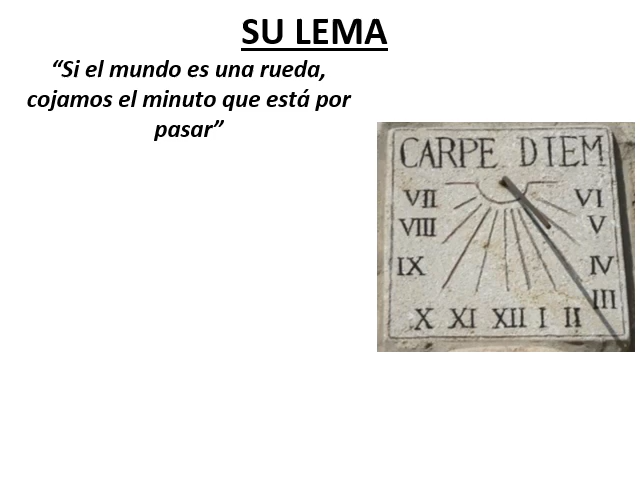 SU LEMA
“Si el mundo es una rueda,
cojamos el minuto que está por
pasar”
CARPE DIEM
VII VI
VIII V
IX IV
III
X XI XII I II